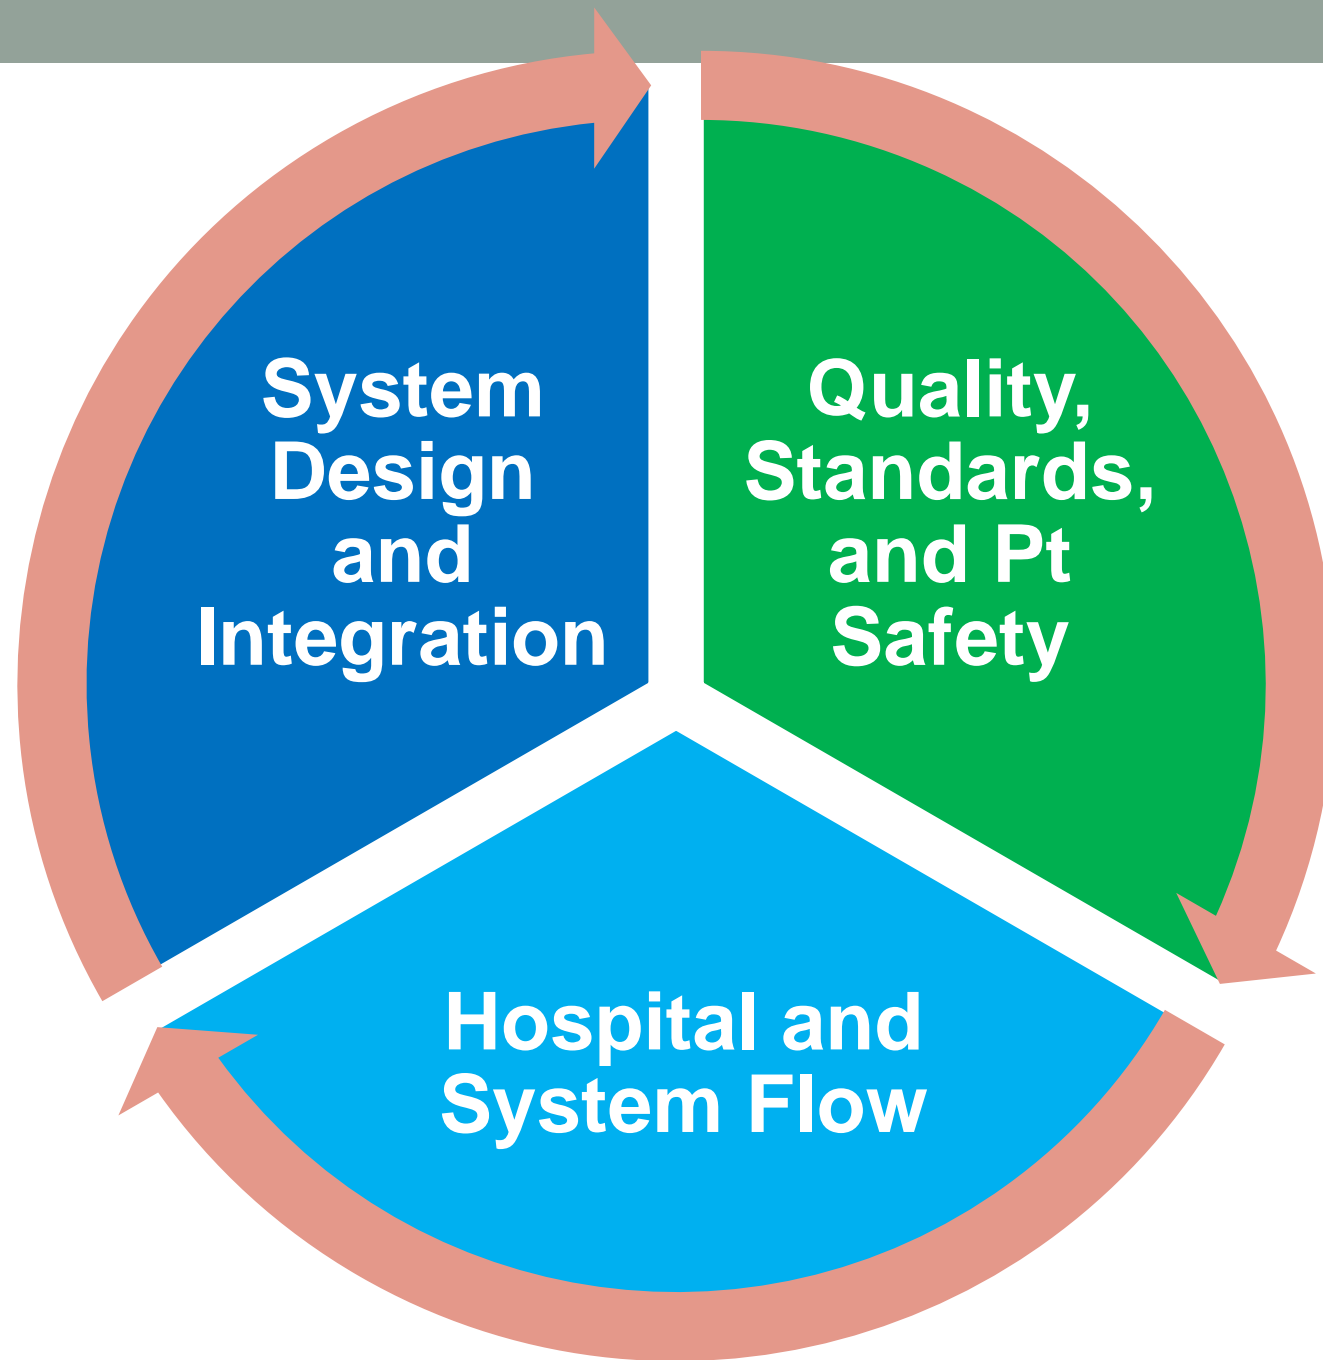 System
Design
and
Integration
Quality,
Standards,
and Pt
Safety
Hospital and
System Flow